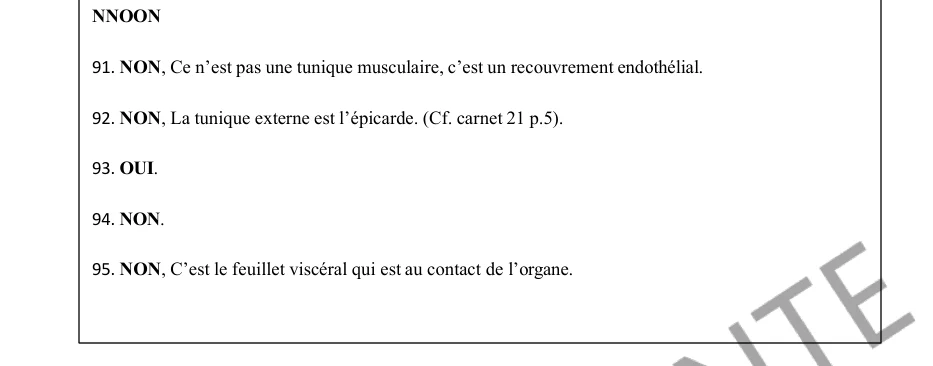 NNOON
91. NON, Ce n’est pas une tunique musculaire, c’est un recouvrement endothélial.
92. NON, La tunique externe est l’épicarde. (Cf. carnet 21 p.5).
93. OUI.
94. NON.
95. NON, C’est le feuillet viscéral qui est au contact de l’organe.